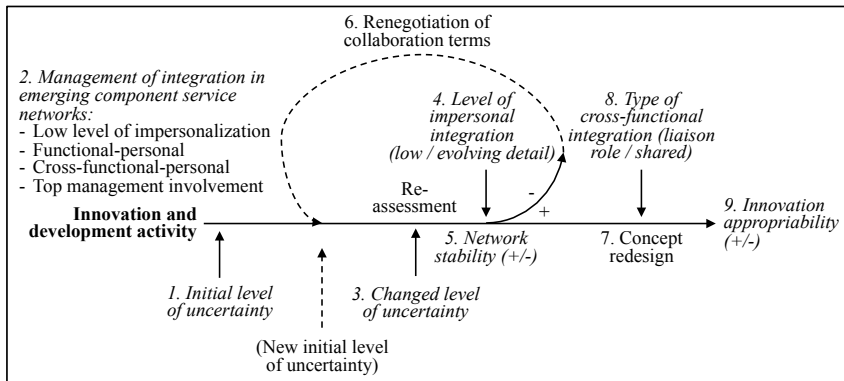 6. Renegotiation of
collaboration terms
2. Management of integration in
emerging component service
networks:
- Low level of impersonalization
- Functional-personal
- Cross-functional-personal
- Top management involvement
4. Level of
impersonal
integration
(low / evolving detail)
8. Type of
cross-functional
integration (liaison
role / shared)
Re-
assessment
-
+
Innovation and
development activity
5. Network
stability (+/-)
7. Concept
redesign
9. Innovation
appropriability
(+/-)
1. Initial level
of uncertainty
3. Changed level
of uncertainty
(New initial level
of uncertainty)